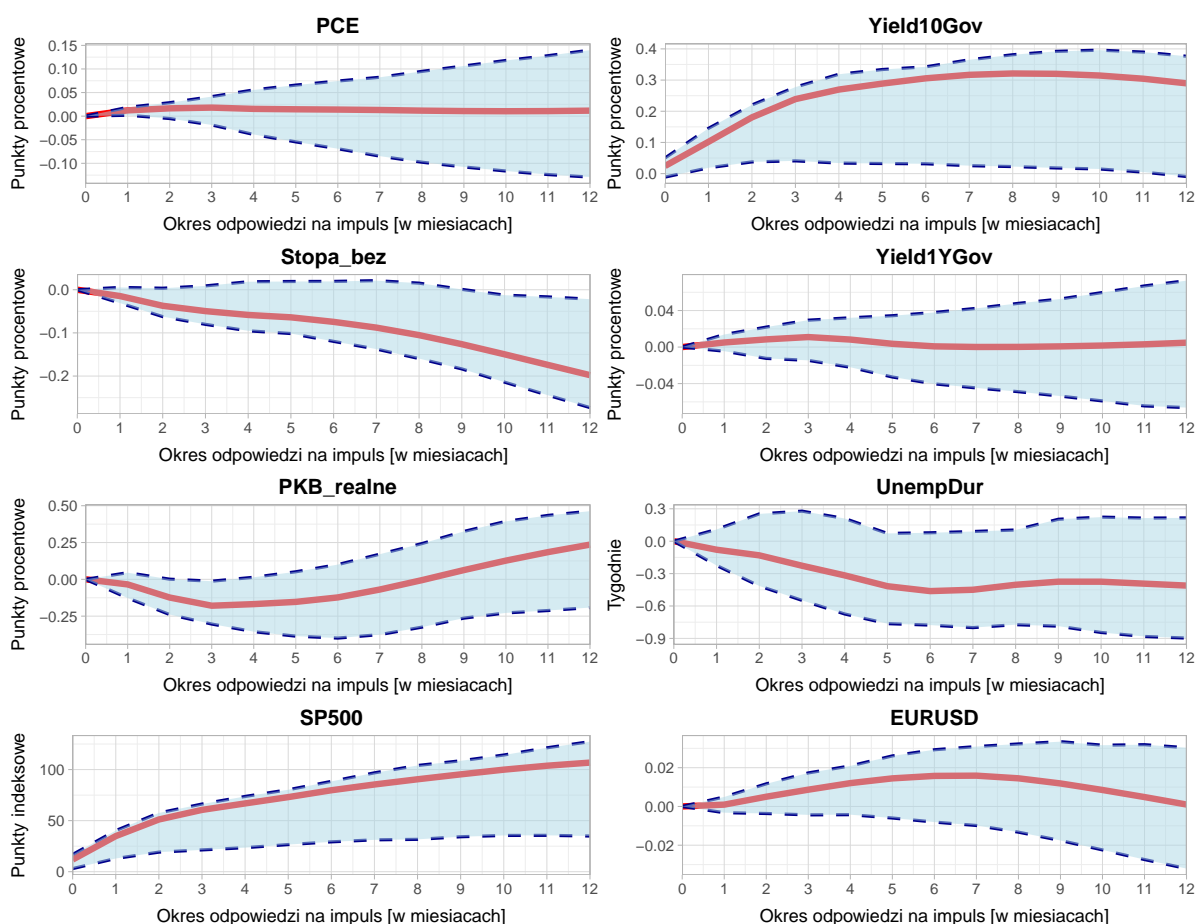 PCE
Punkty procentowe
0.15
0.10
0.05
0.00
−0.05
−0.10
0 1 2 3 4 5 6 7 8 9 10 11 12
Okres odpowiedzi na impuls [w miesiacach]
Yield10Gov
Punkty procentowe
0.4
0.3
0.2
0.1
0.0
0 1 2 3 4 5 6 7 8 9 10 11 12
Okres odpowiedzi na impuls [w miesiacach]
Stopa_bez
Punkty procentowe
0.0
−0.1
−0.2
0 1 2 3 4 5 6 7 8 9 10 11 12
Okres odpowiedzi na impuls [w miesiacach]
Yield1YGov
Punkty procentowe
0.04
0.00
−0.04
0 1 2 3 4 5 6 7 8 9 10 11 12
Okres odpowiedzi na impuls [w miesiacach]
PKB_realne
Punkty procentowe
0.50
0.25
0.00
−0.25
0 1 2 3 4 5 6 7 8 9 10 11 12
Okres odpowiedzi na impuls [w miesiacach]
UnempDur
Tygodnie
0.3
0.0
−0.3
−0.6
−0.9
0 1 2 3 4 5 6 7 8 9 10 11 12
Okres odpowiedzi na impuls [w miesiacach]
SP500
Punkty indeksowe
100
50
0
0 1 2 3 4 5 6 7 8 9 10 11 12
Okres odpowiedzi na impuls [w miesiacach]
EURUSD
Punkty procentowe
0.02
0.00
−0.02
0 1 2 3 4 5 6 7 8 9 10 11 12
Okres odpowiedzi na impuls [w miesiacach]